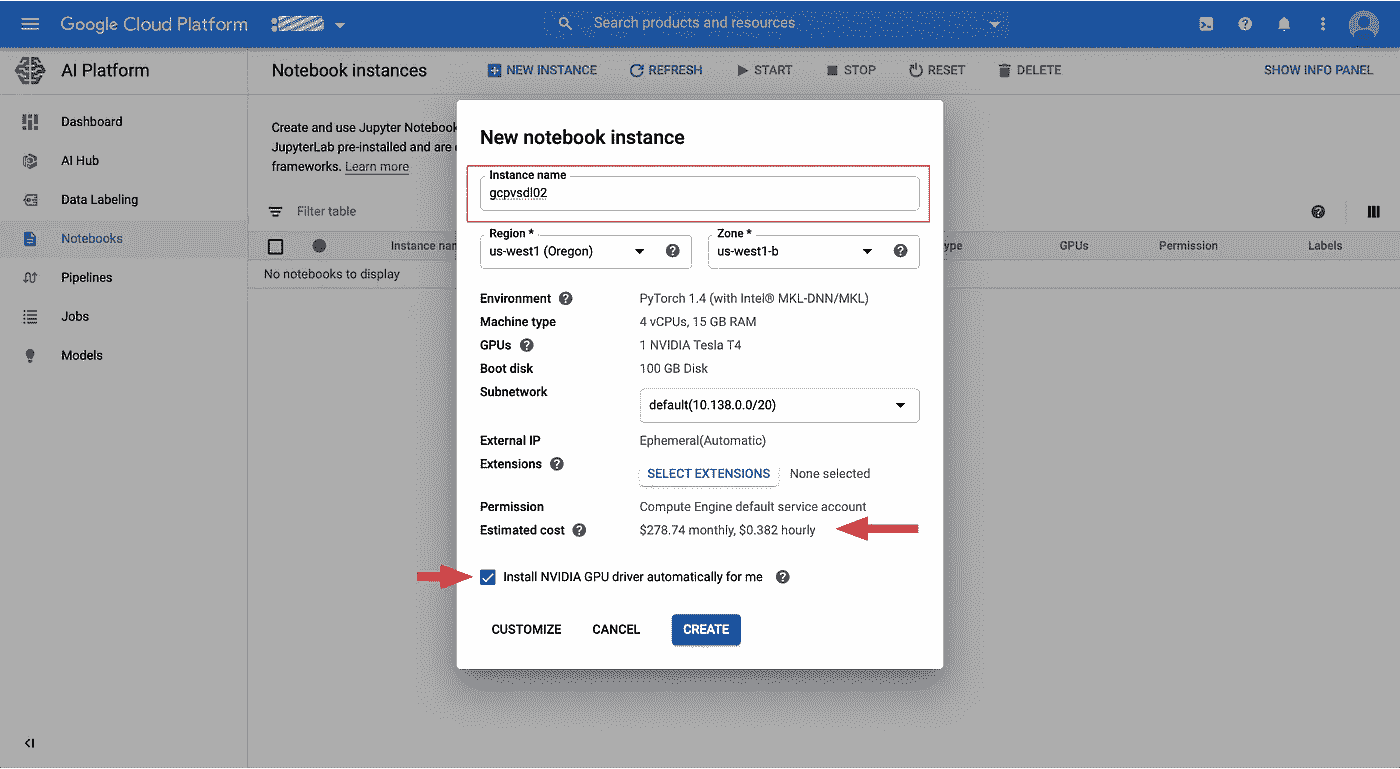 Google Cloud Platform
Search products and resources
AI Platform
Notebook instances
NEW INSTANCE
REFRESH
START
STOP
RESET
DELETE
SHOW INFO PANEL
Dashboard
AI Hub
Data Labeling
Notebooks
Pipelines
Jobs
Models
Create and use Jupyter Notebook
JupyterLab pre-installed and are
frameworks. Learn more
Filter table
Instance
GPUs
Permission
Labels
No notebooks to display
New notebook instance
Instance name
gcpvsdl02
Region * Zone *
us-west1 (Oregon) us-west1-b
Environment PyTorch 1.4 (with Intel® MKL-DNN/MKL)
Machine type 4 vCPUs, 15 GB RAM
GPUs 1 NVIDIA Tesla T4
Boot disk 100 GB Disk
Subnetwork
default(10.138.0.0/20)
External IP Ephemeral(Automatic)
Extensions
SELECT EXTENSIONS None selected
Permission Compute Engine default service account
Estimated cost $278.74 monthly, $0.382 hourly
Install NVIDIA GPU driver automatically for me
CUSTOMIZE CANCEL CREATE